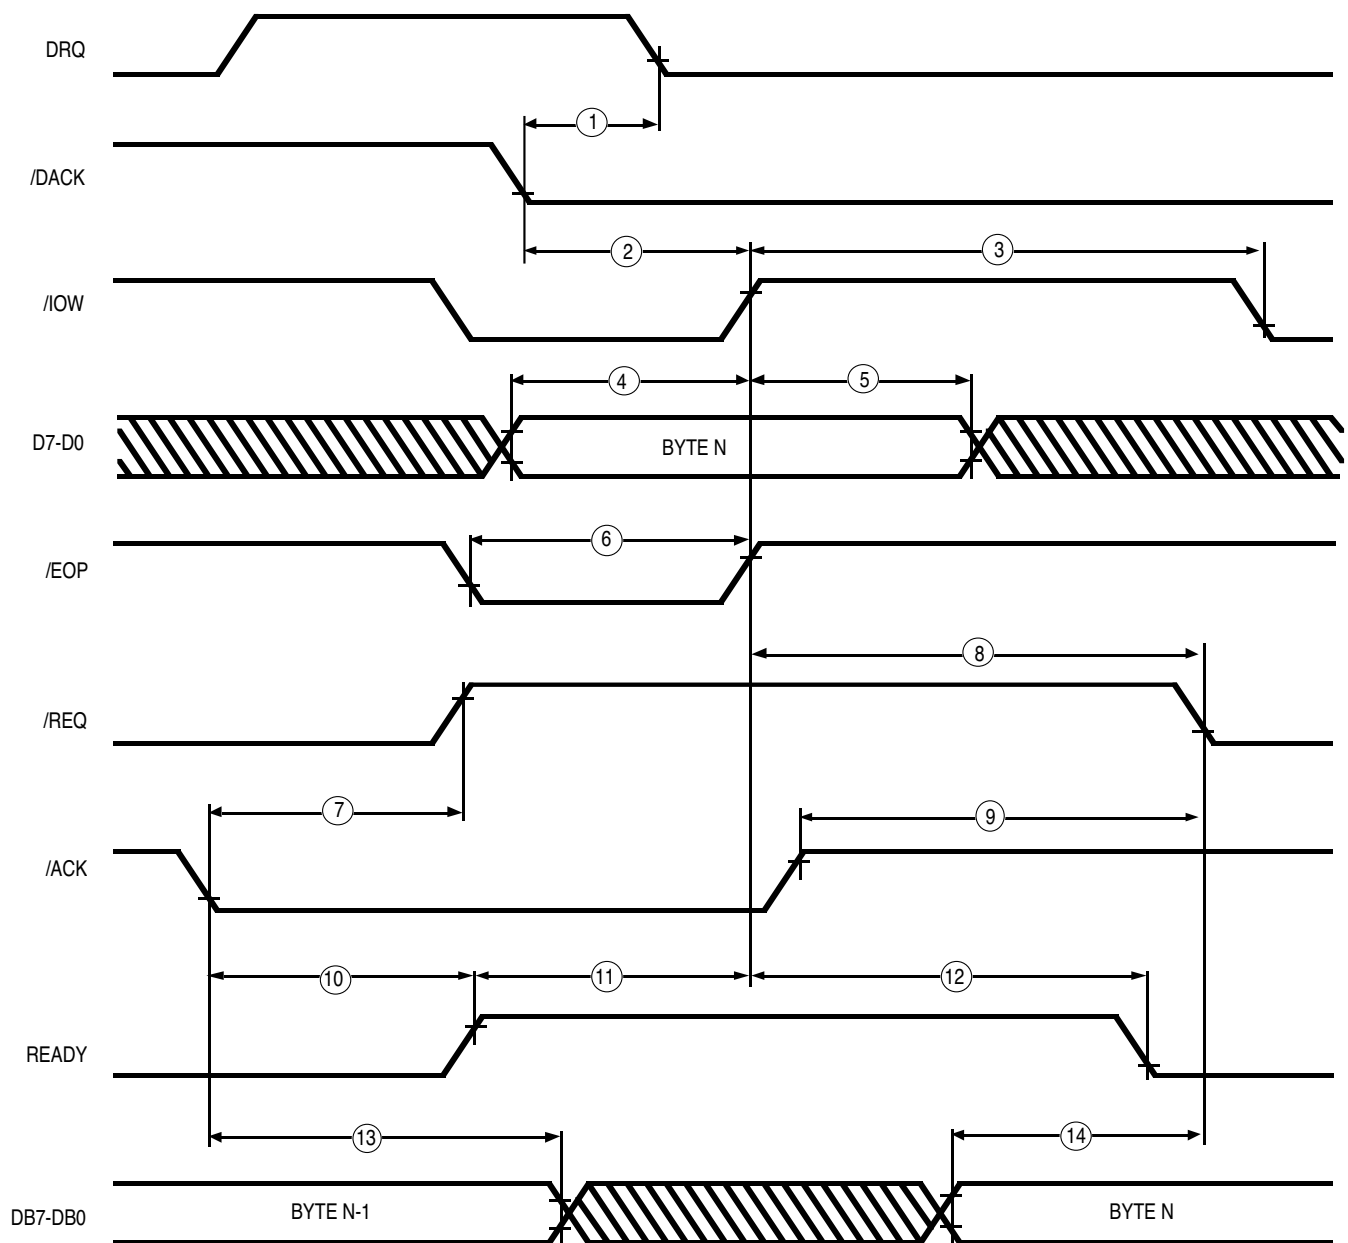 DRQ
1
/DACK
2
3
/IOW
4
5
D7-D0
BYTE N
6
/EOP
8
/REQ
7
9
/ACK
10
11
12
READY
13
14
DB7-DB0
BYTE N-1
BYTE N